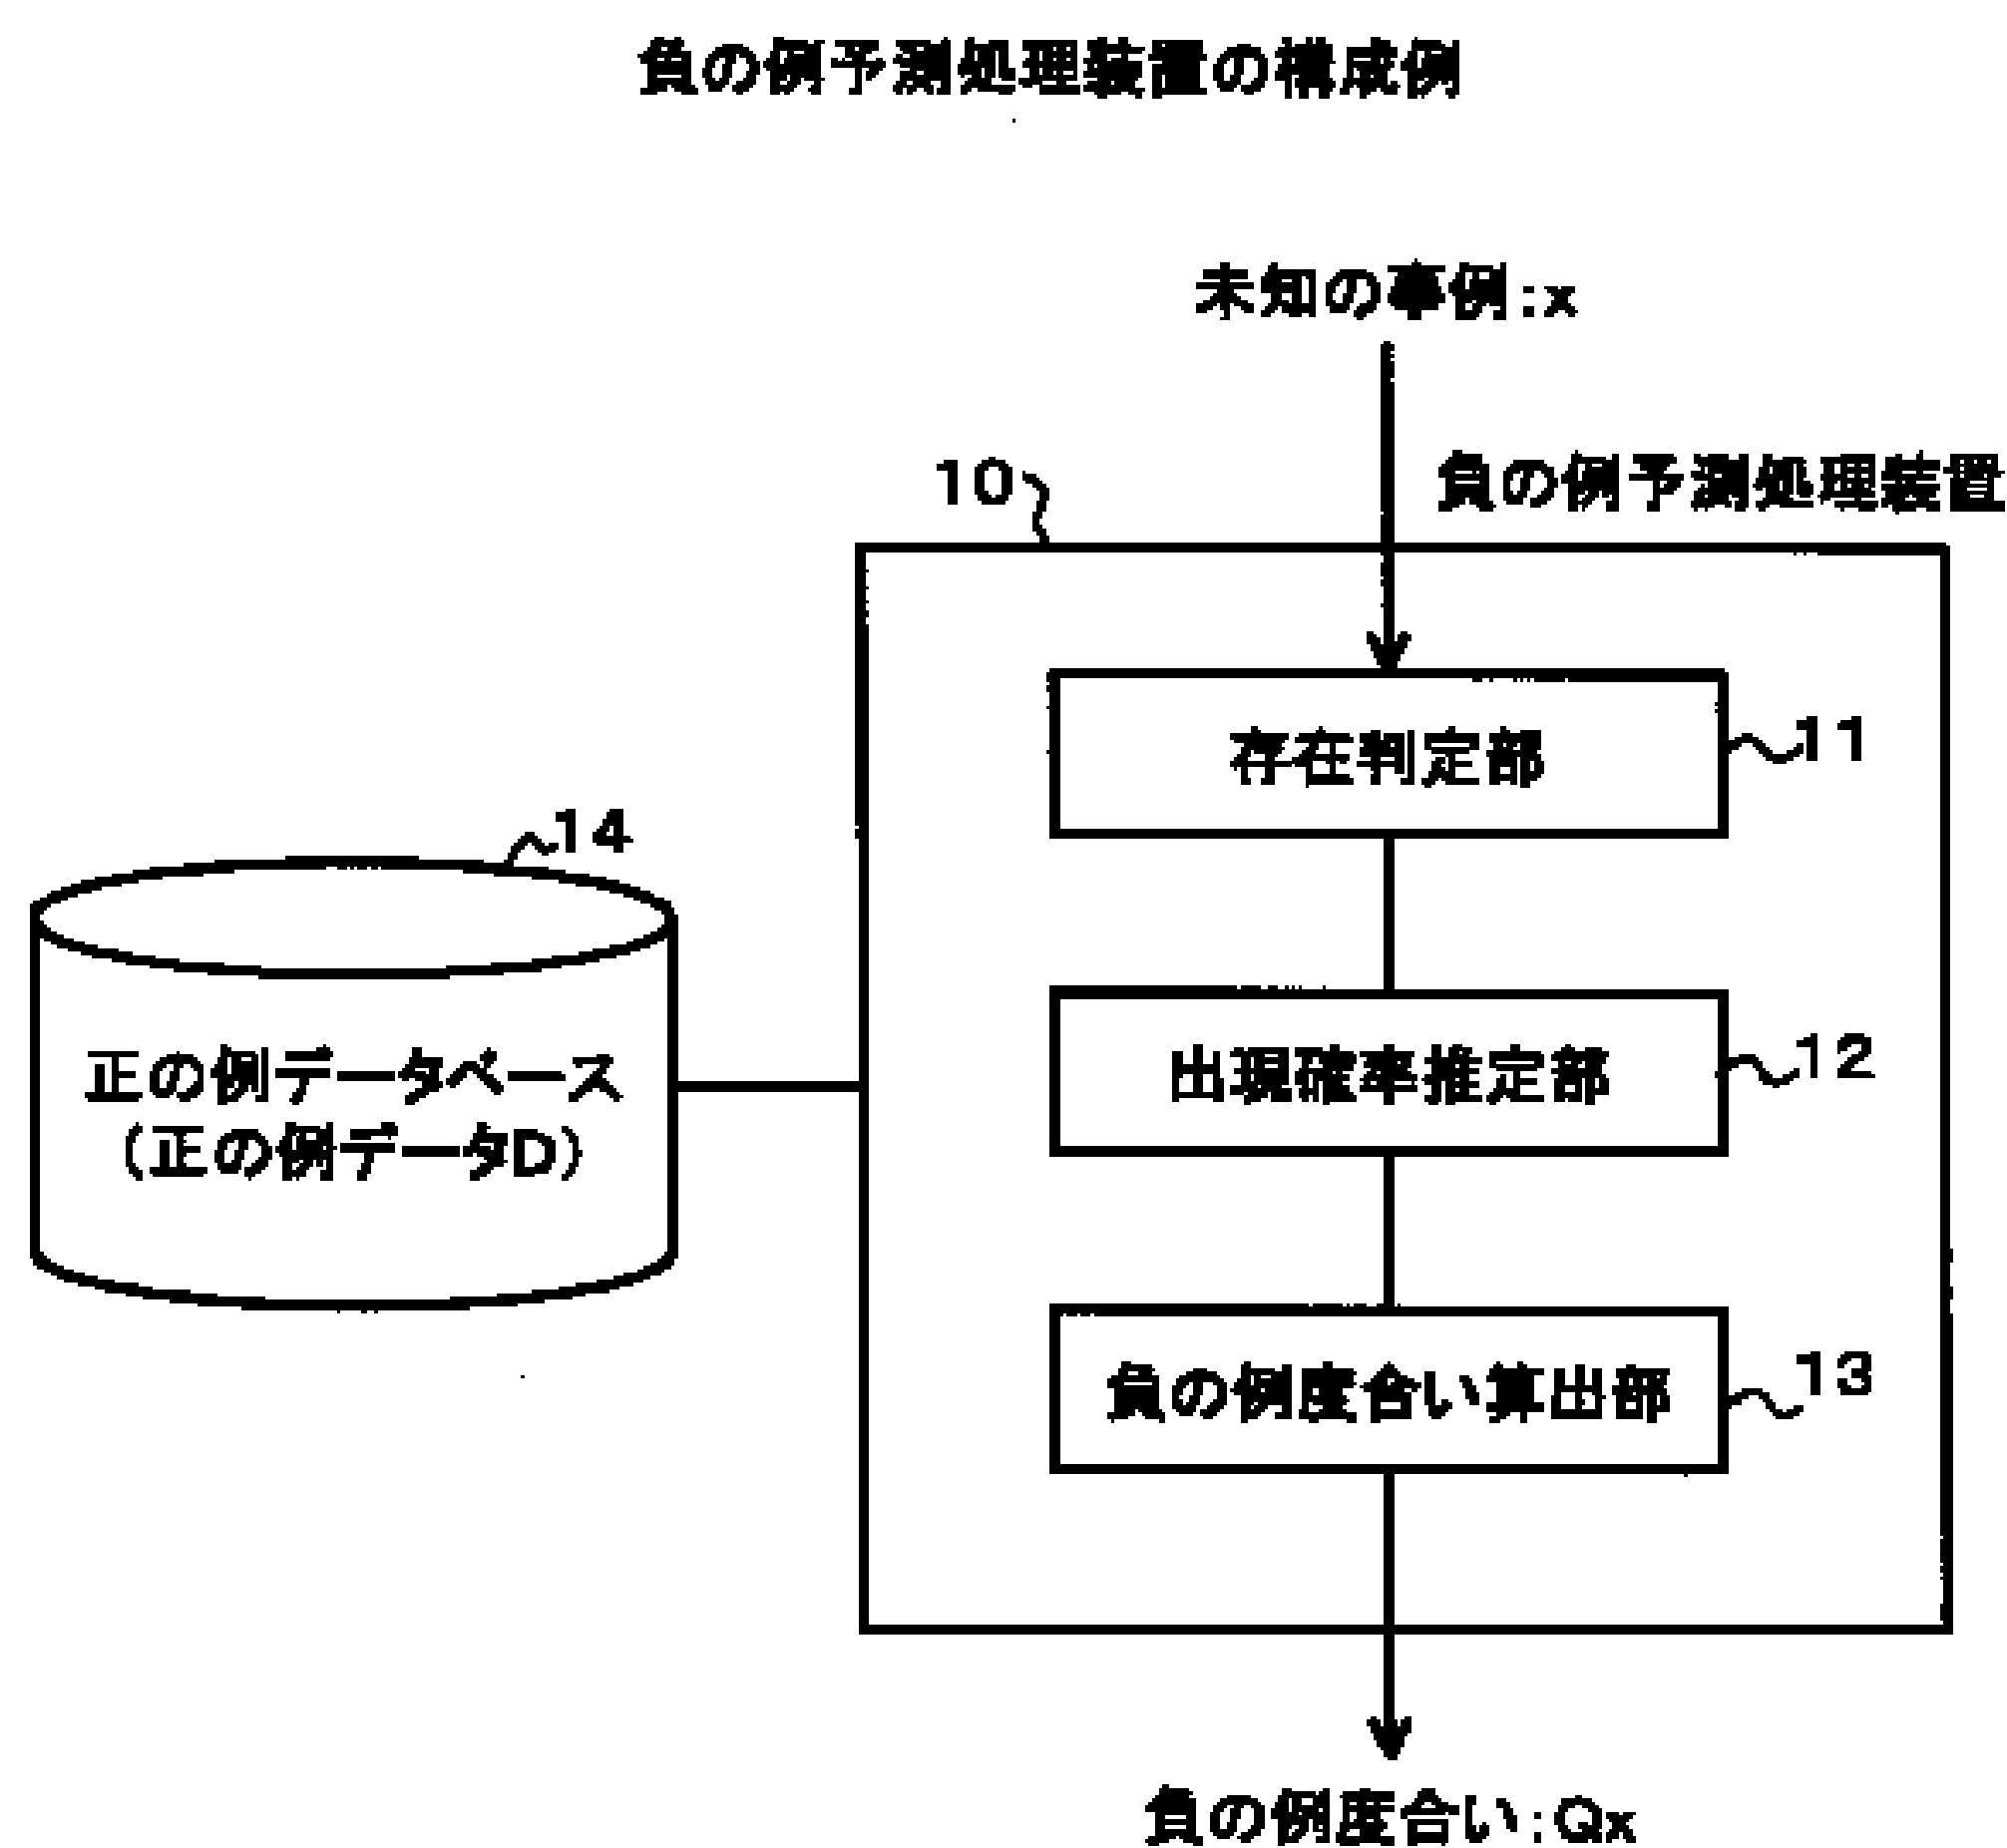 負の例予測処理装置の構成例
未知の事例:x
10
負の例予測処理装置
存在判定部
11
14
正の例データベース
(正の例データD)
出現確率推定部
12
負の例度合い算出部
13
負の例度合い:Qx